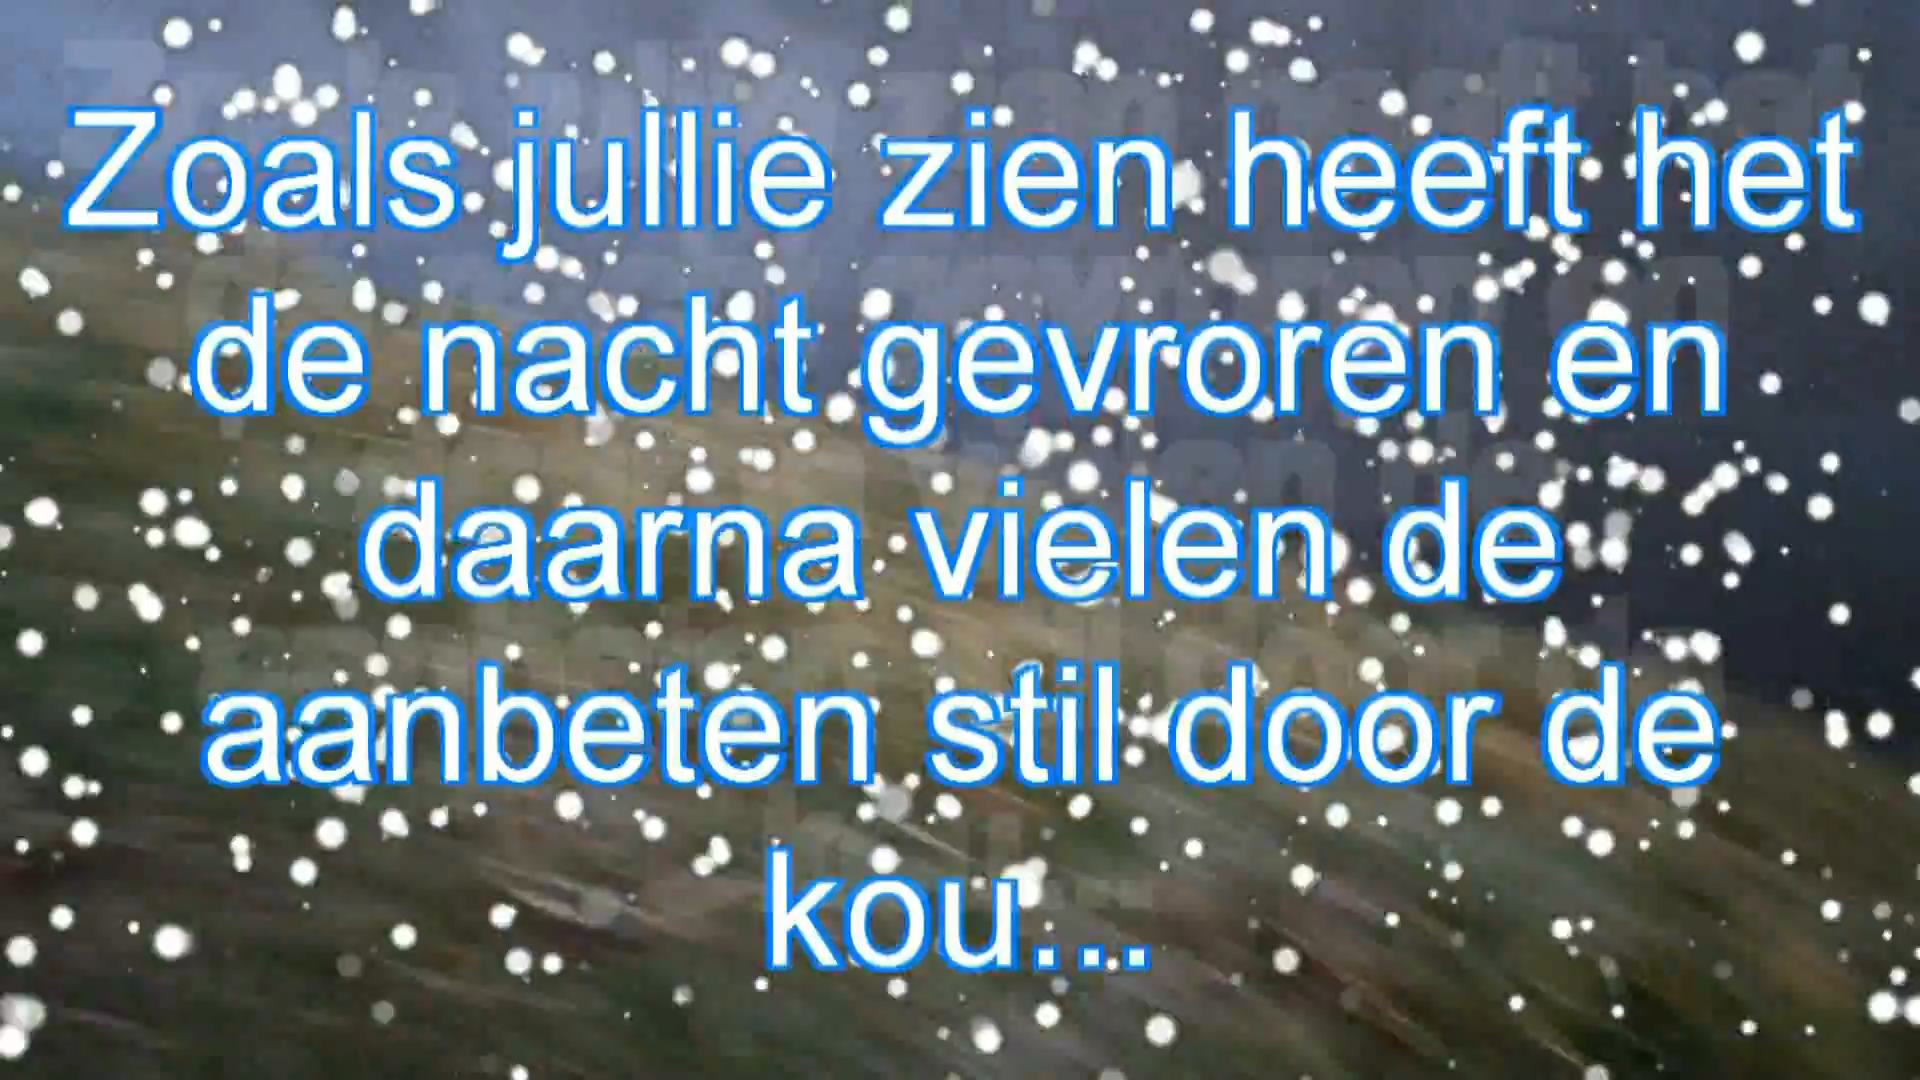 Zoals jullie zien heeft het
de nacht gevroren en
daarna vielen de
aanbeten stil door de
kou...